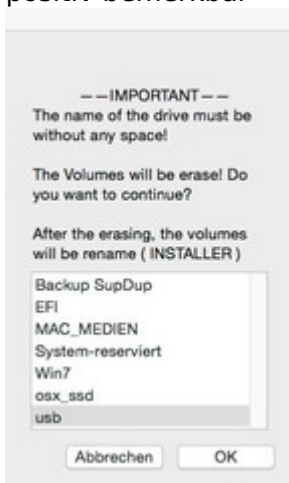 positiv bemerkbar
——IMPORTANT——
The name of the drive must be
without any space!
The Volumes will be erase! Do
you want to continue?
After the erasing, the volumes
will be rename ( INSTALLER )
Backup SupDup
EFI
MAC_MEDIEN
System-reserviert
Win7
osx_ssd
usb
Abbrechen OK